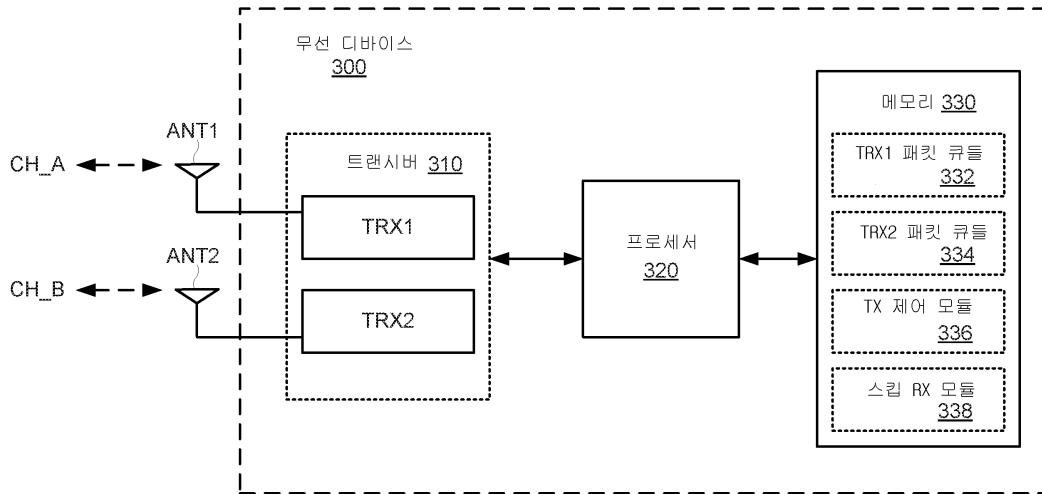 무선 디바이스
300
ANT1
CH_A
트랜시버 310
TRX1
ANT2
CH_B
TRX2
프로세서
320
메모리 330
TRX1 패킷 큐들
332
TRX2 패킷 큐들
334
TX 제어 모듈
336
스킵 RX 모듈
338